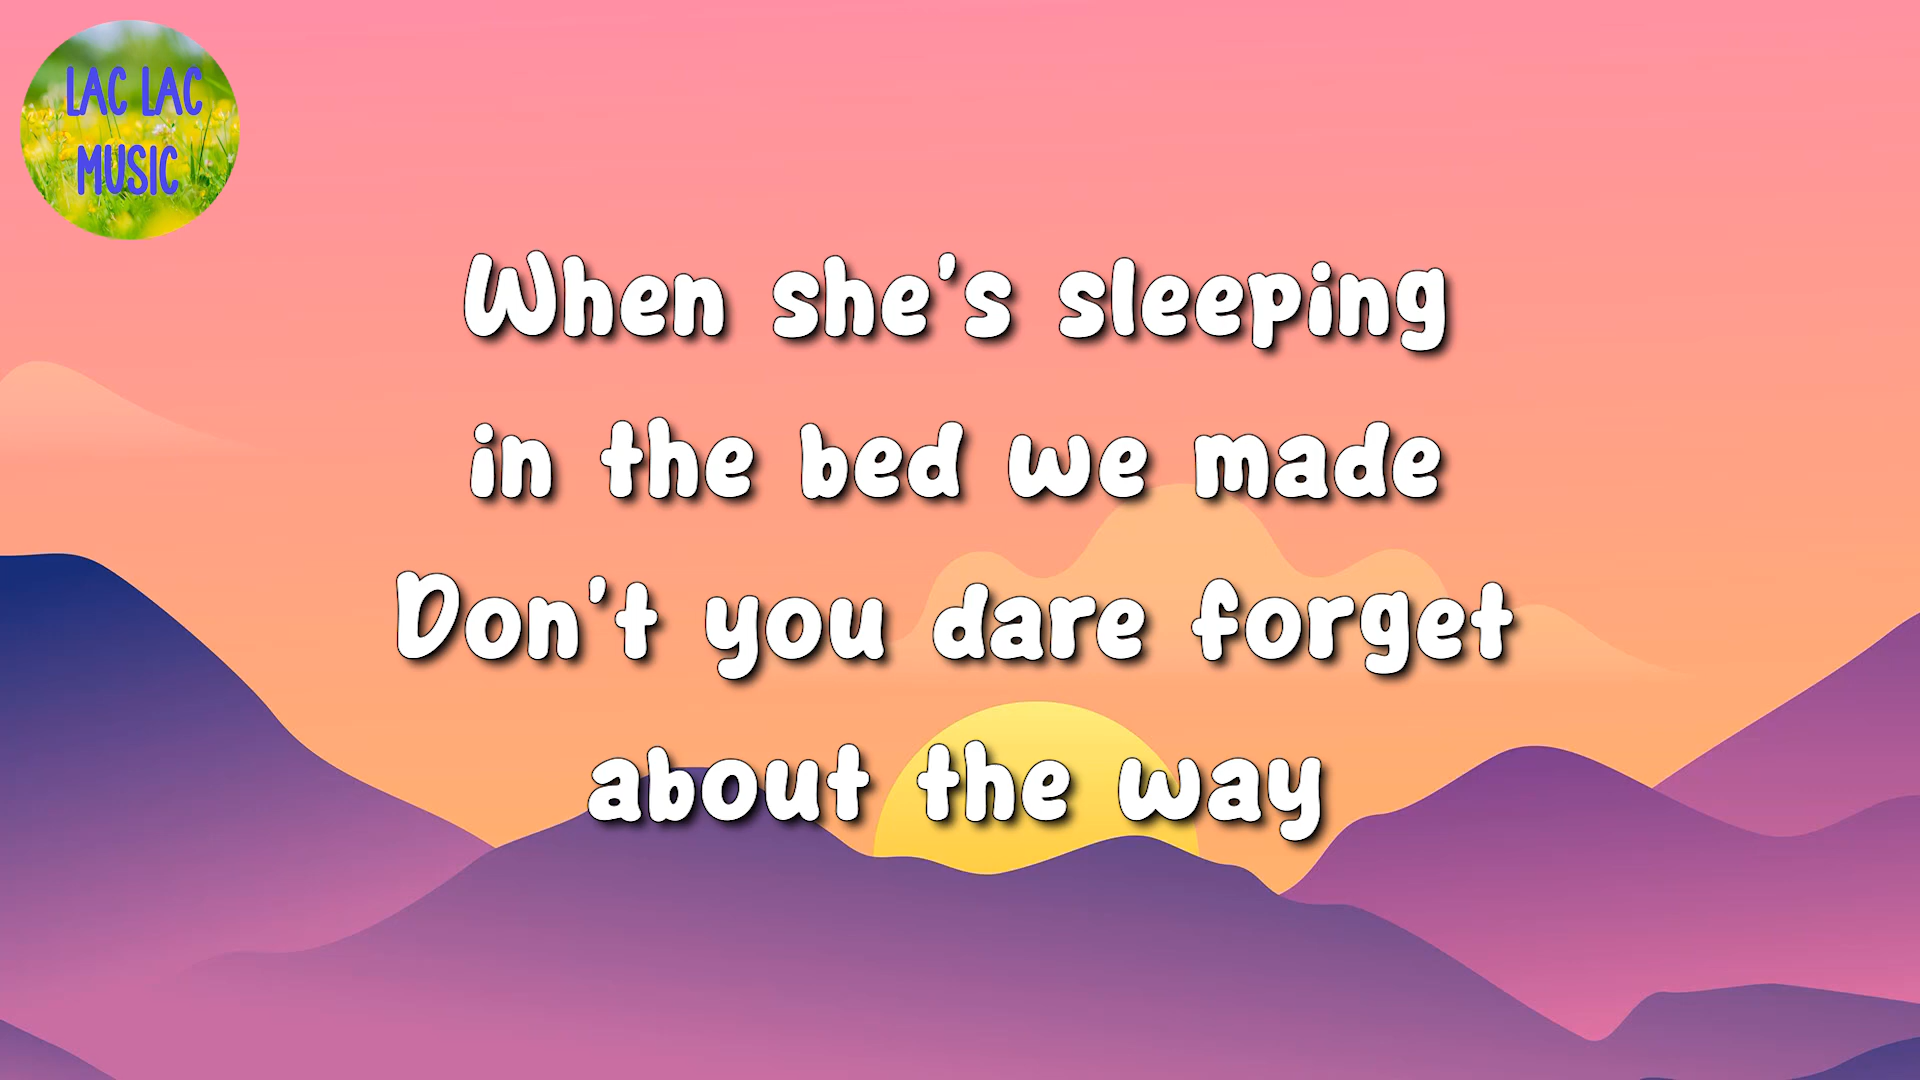 LAC LAC
MUSIC
When she's sleeping
in the bed we made
Don't you dare forget
about the way